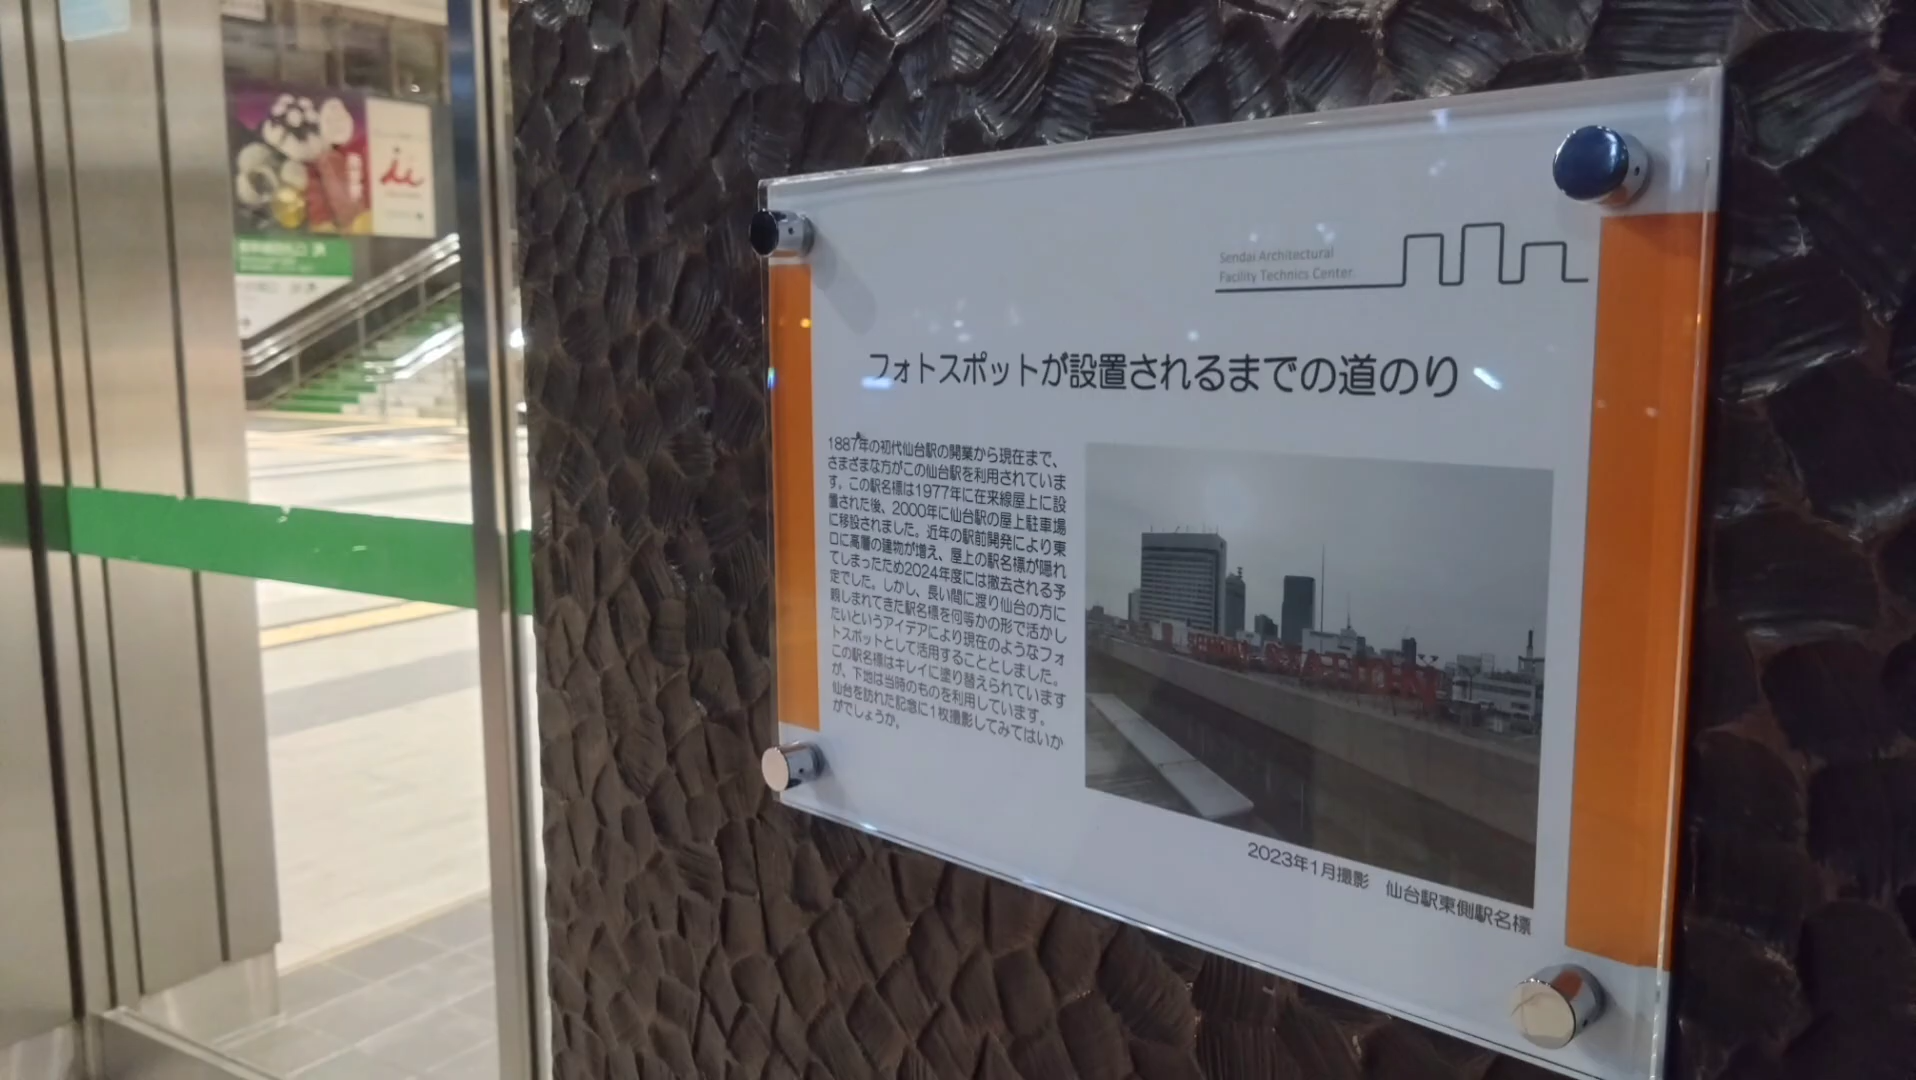 Sendai Architectural
Facility Technics Center
フォトスポットが設置されるまでの道のり
1887年の初代仙台駅の開業から現在まで、
さまざまな方がこの仙台駅を利用されていま
す。この駅名標は1977年に在来線屋上に設
置された後、2000年に仙台駅の屋上駐車場
に移設されました。近年の駅前開発により東
口に高層の建物が増え、屋上の駅名標が隠れ
てしまったため2024年度には撤去される予
定でした。しかし、長い間に渡り仙台の方に
親しまれてきた駅名標を何等かの形で活かし
たいというアイデアにより現在のようなフォ
トスポットとして活用することとしました。
この駅名標はキレイに塗り替えられています
が、下地は当時のものを利用しています。
仙台を訪れた記念に1枚撮影してみてはいか
がでしょうか。
2023年1月撮影　仙台駅東側駅名標